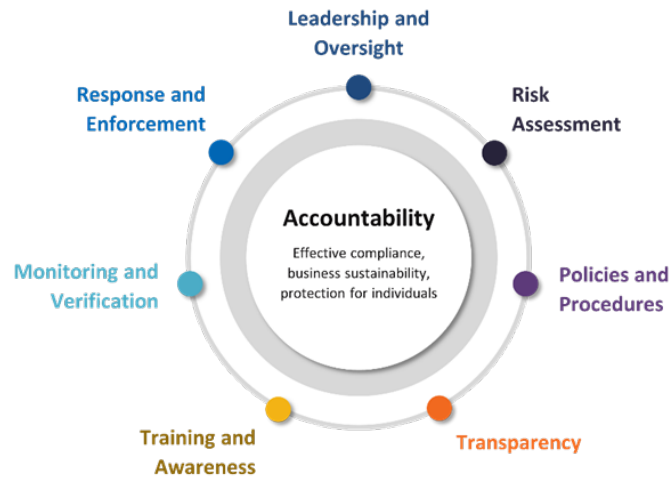 Leadership and
Oversight
Risk
Assessment
Policies and
Procedures
Transparency
Training and
Awareness
Monitoring and
Verification
Response and
Enforcement
Accountability
Effective compliance,
business sustainability,
protection for individuals